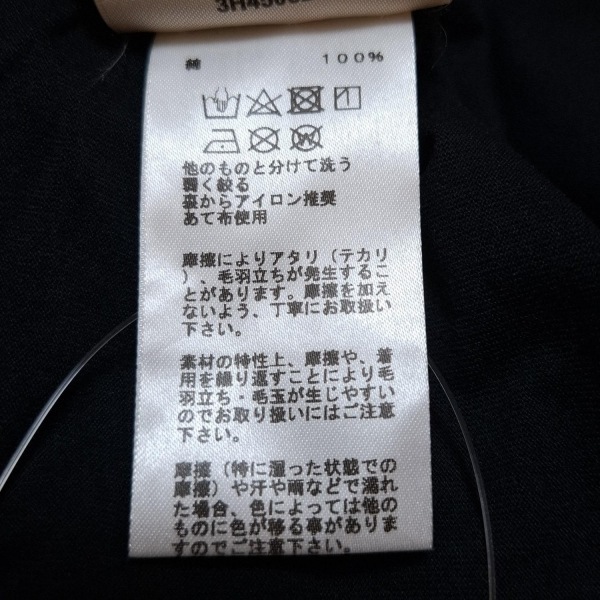 綿 100%
他のものと分けて洗う
弱く絞る
裏からアイロン推奨
あて布使用
摩擦によりアタリ（テカリ
）、毛羽立ちが発生するこ
とがあります。摩擦を加え
ないよう、丁寧にお取扱い
下さい。
素材の特性上、摩擦や、着
用を繰り返すことにより毛
羽立ち・毛玉が生じやすい
のでお取り扱いにはご注意
下さい。
摩擦（特に湿った状態での
摩擦）や汗や雨などで濡れ
た場合、色によっては他の
ものに色が移る事がありま
すのでご注意下さい。